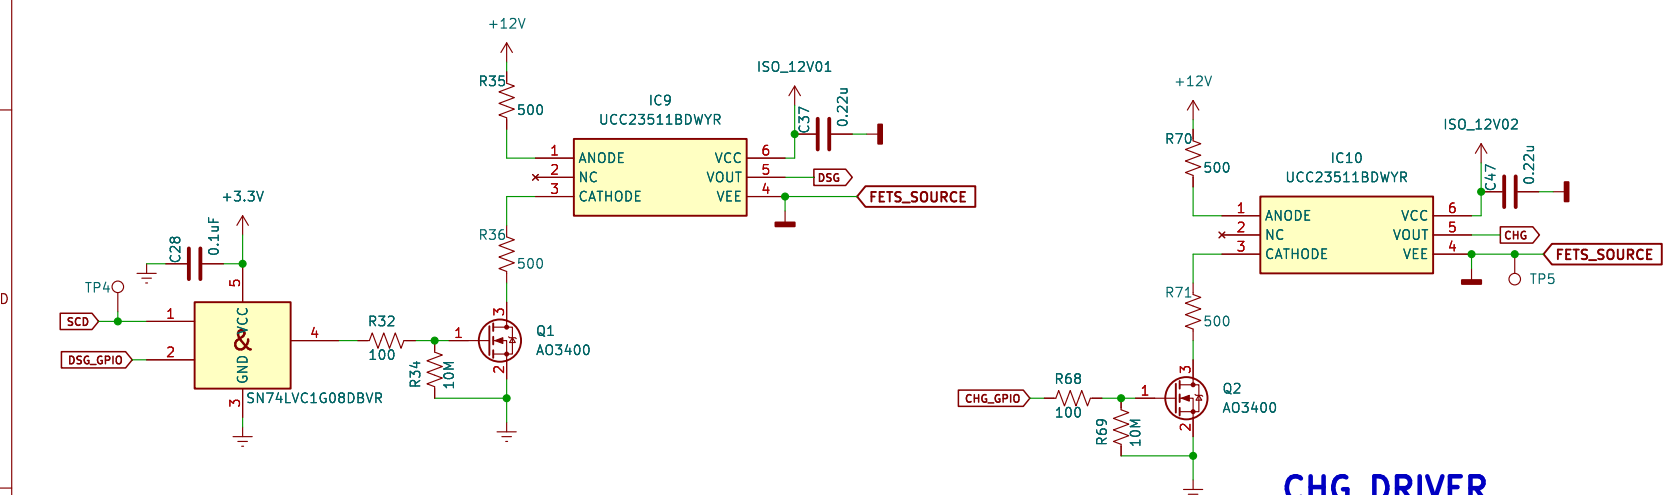 +12V
R35
500
IC9
UCC23511BDWYR
1 ANODE
2 NC
3 CATHODE
VCC 6
VOUT 5
VEE 4
ISO_12V01
C37
0.22u
DSG
FETS_SOURCE
R36
500
+3.3V
C28
0.1uF
TP4
SCD
DSG_GPIO
1
2
5
VCC
&
GND
3
4
SN74LVC1G08DBVR
R32
100
R34
10M
1
3
2
Q1
AO3400
+12V
R70
500
IC10
UCC23511BDWYR
1 ANODE
2 NC
3 CATHODE
VCC 6
VOUT 5
VEE 4
ISO_12V02
C47
0.22u
CHG
FETS_SOURCE
TP5
R71
500
CHG_GPIO
R68
100
R69
10M
1
3
2
Q2
AO3400
D
CHG DRIVER